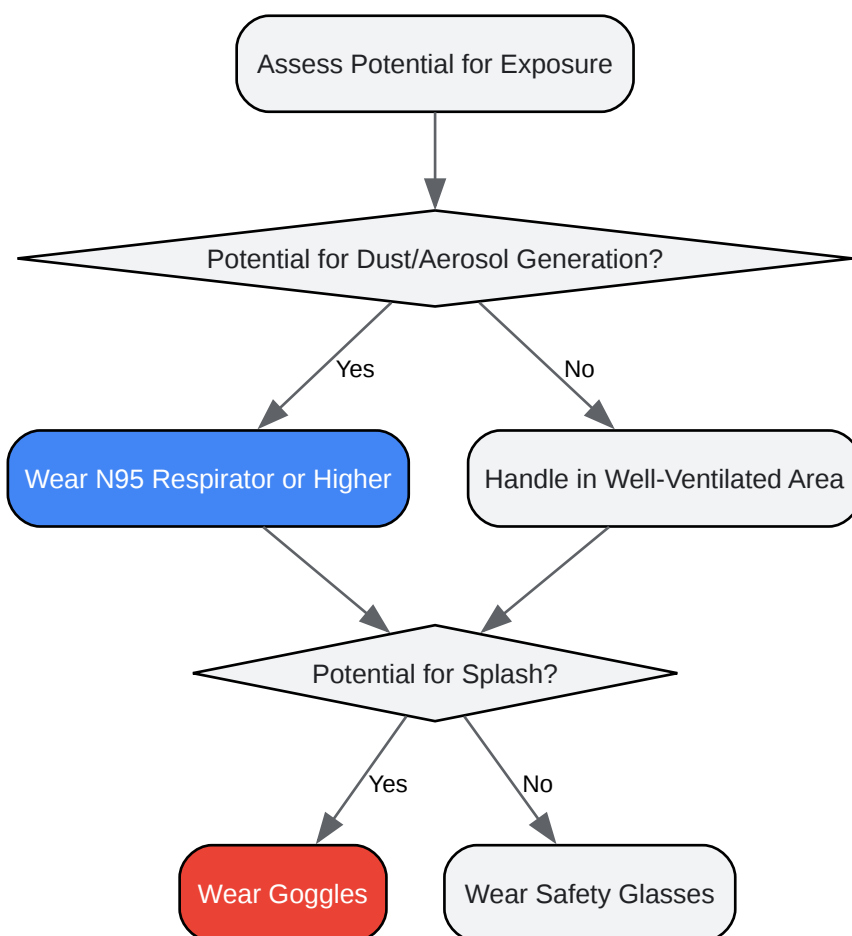 Assess Potential for Exposure
Potential for Dust/Aerosol Generation?
Yes
No
Wear N95 Respirator or Higher
Handle in Well-Ventilated Area
Potential for Splash?
Yes
No
Wear Goggles
Wear Safety Glasses